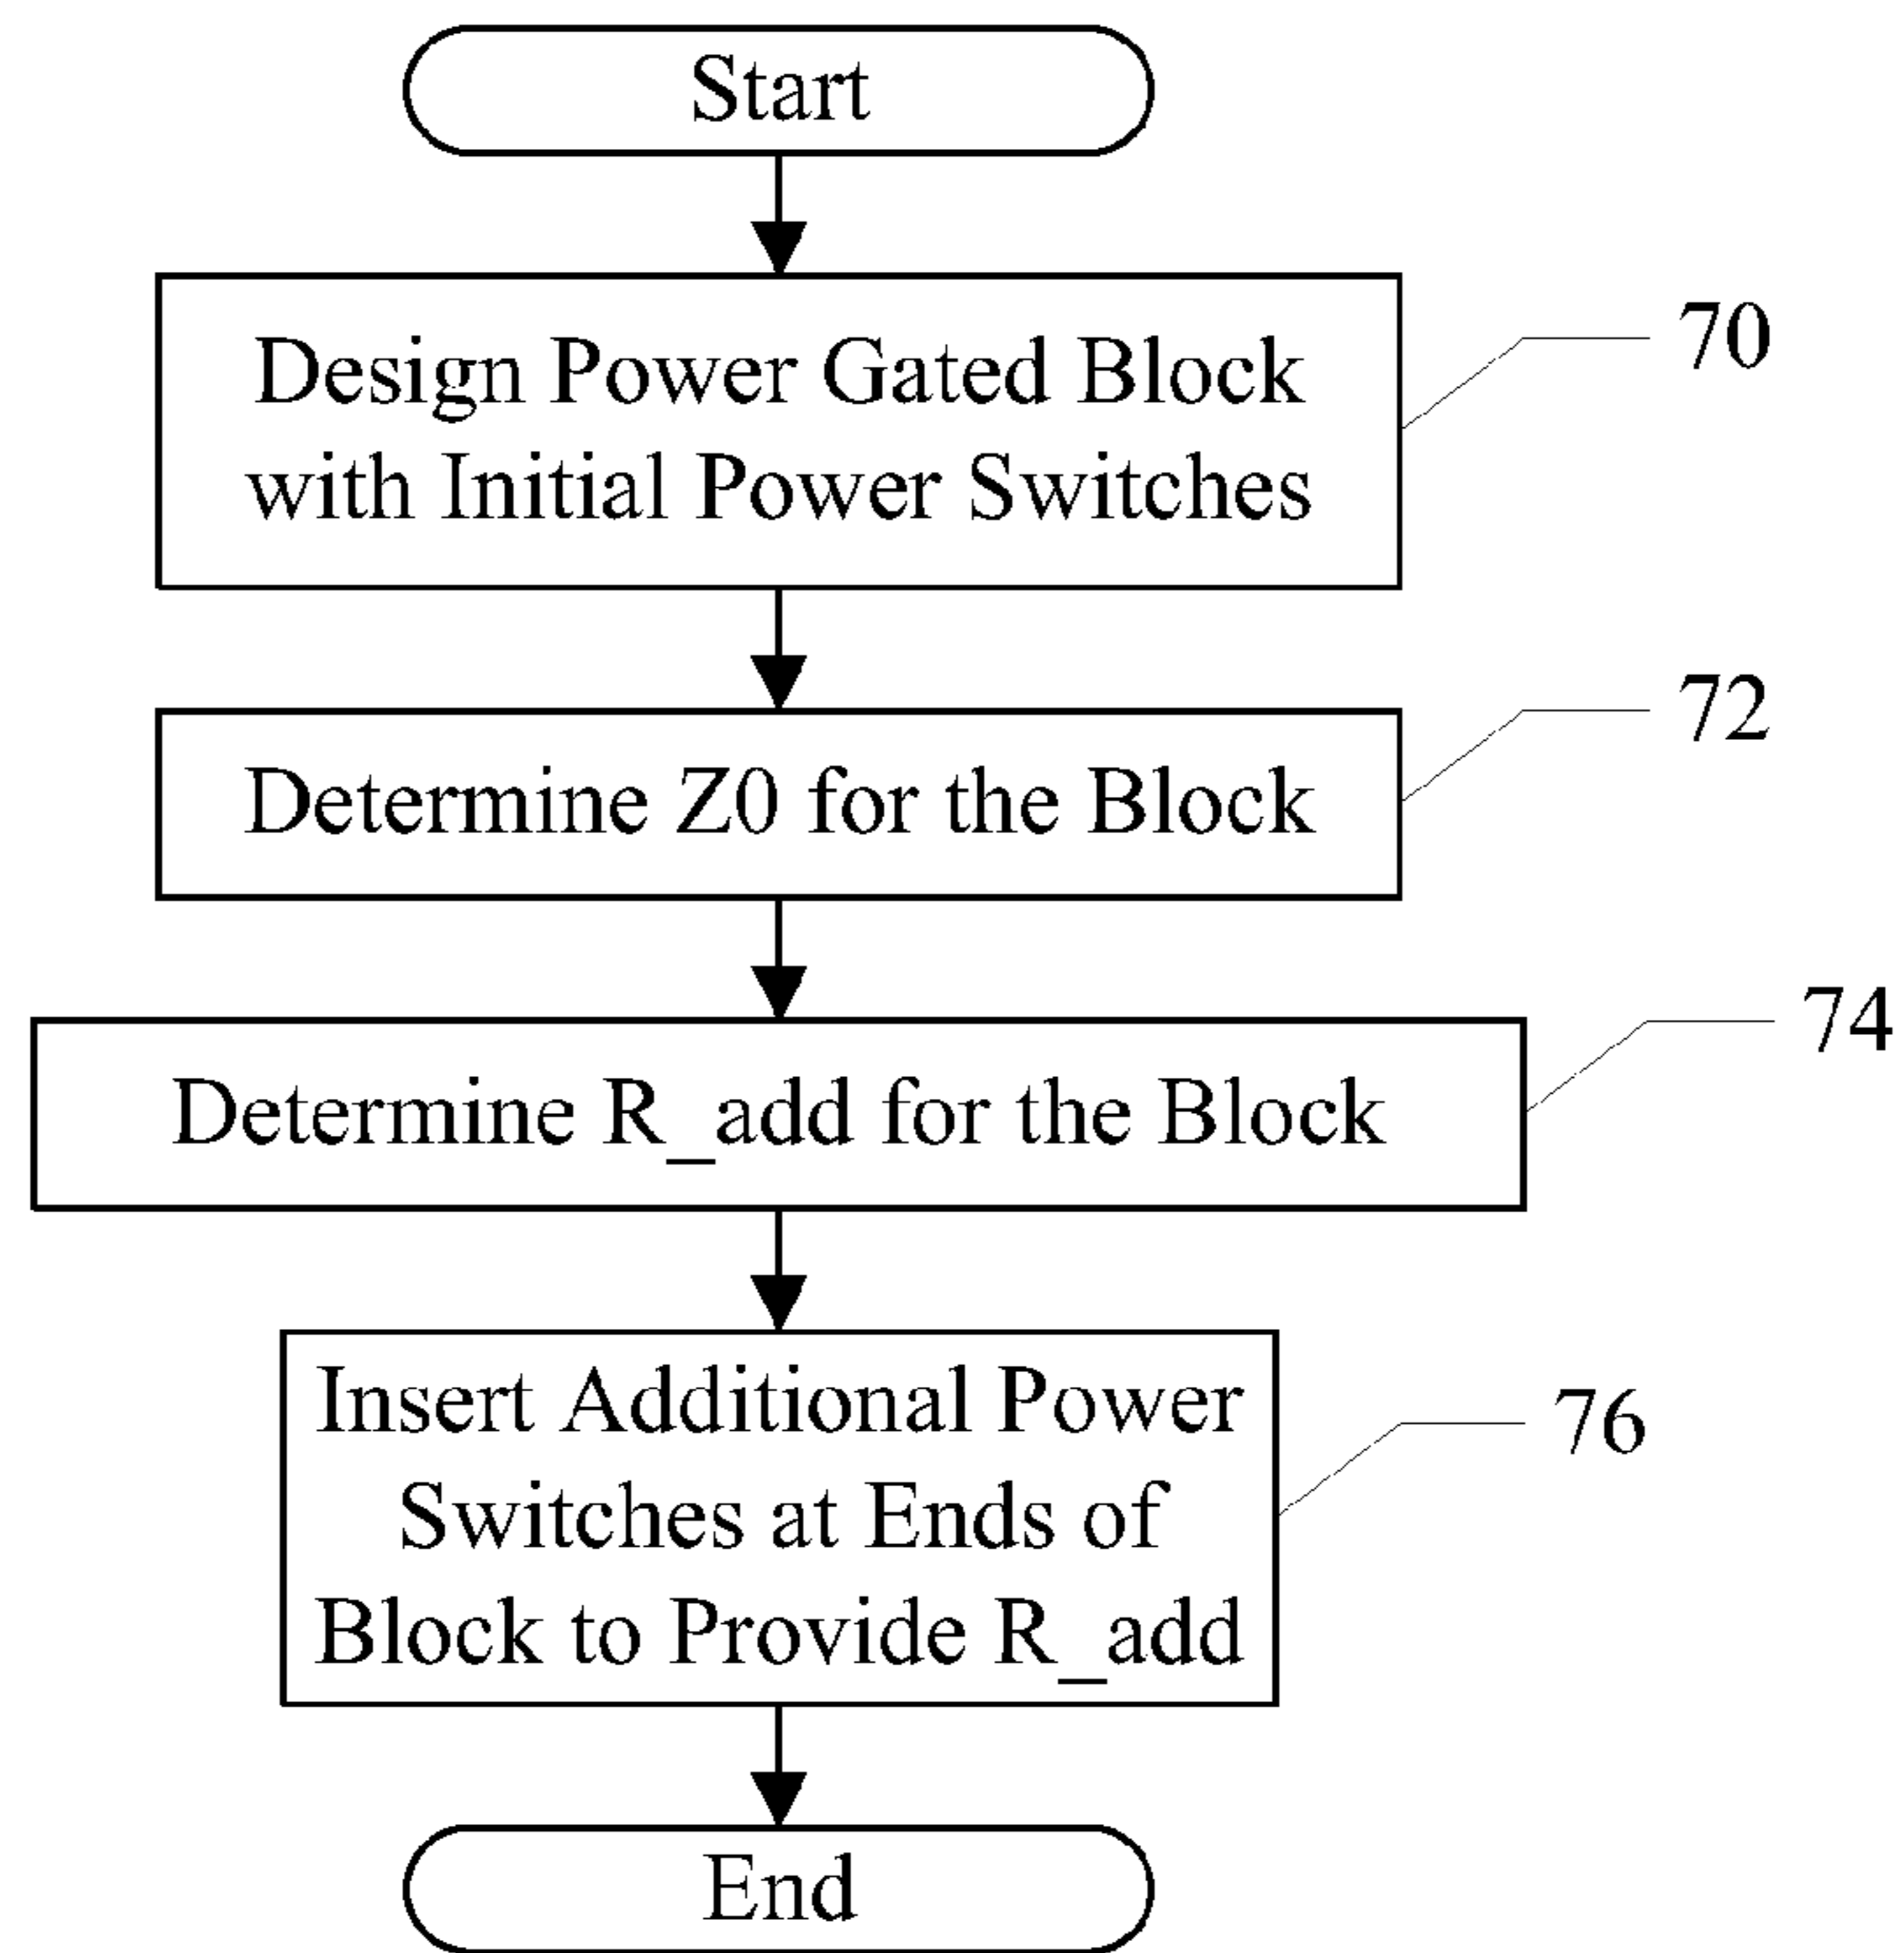 Start
Design Power Gated Block
with Initial Power Switches
70
Determine Z0 for the Block
72
Determine R_add for the Block
74
Insert Additional Power
Switches at Ends of
Block to Provide R_add
76
End